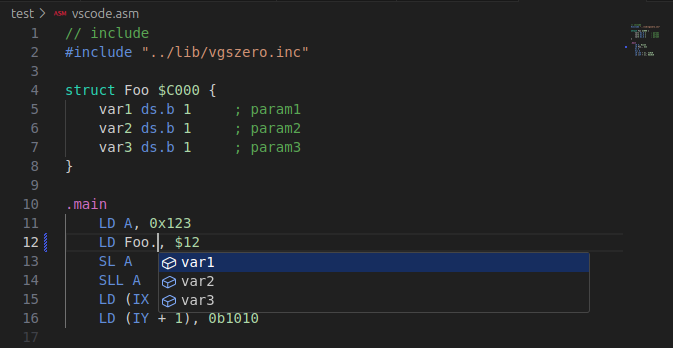 test > ASM vscode.asm
1 // include
2 #include "../lib/vgszero.inc"
3
4 struct Foo $C000 {
5 var1 ds.b 1 ; param1
6 var2 ds.b 1 ; param2
7 var3 ds.b 1 ; param3
8 }
9
10 .main
11 LD A, 0x123
12 LD Foo., $12
13 SL A
var1
14 SLL A
var2
15 LD (IX
var3
16 LD (IY + 1), 0b1010
17